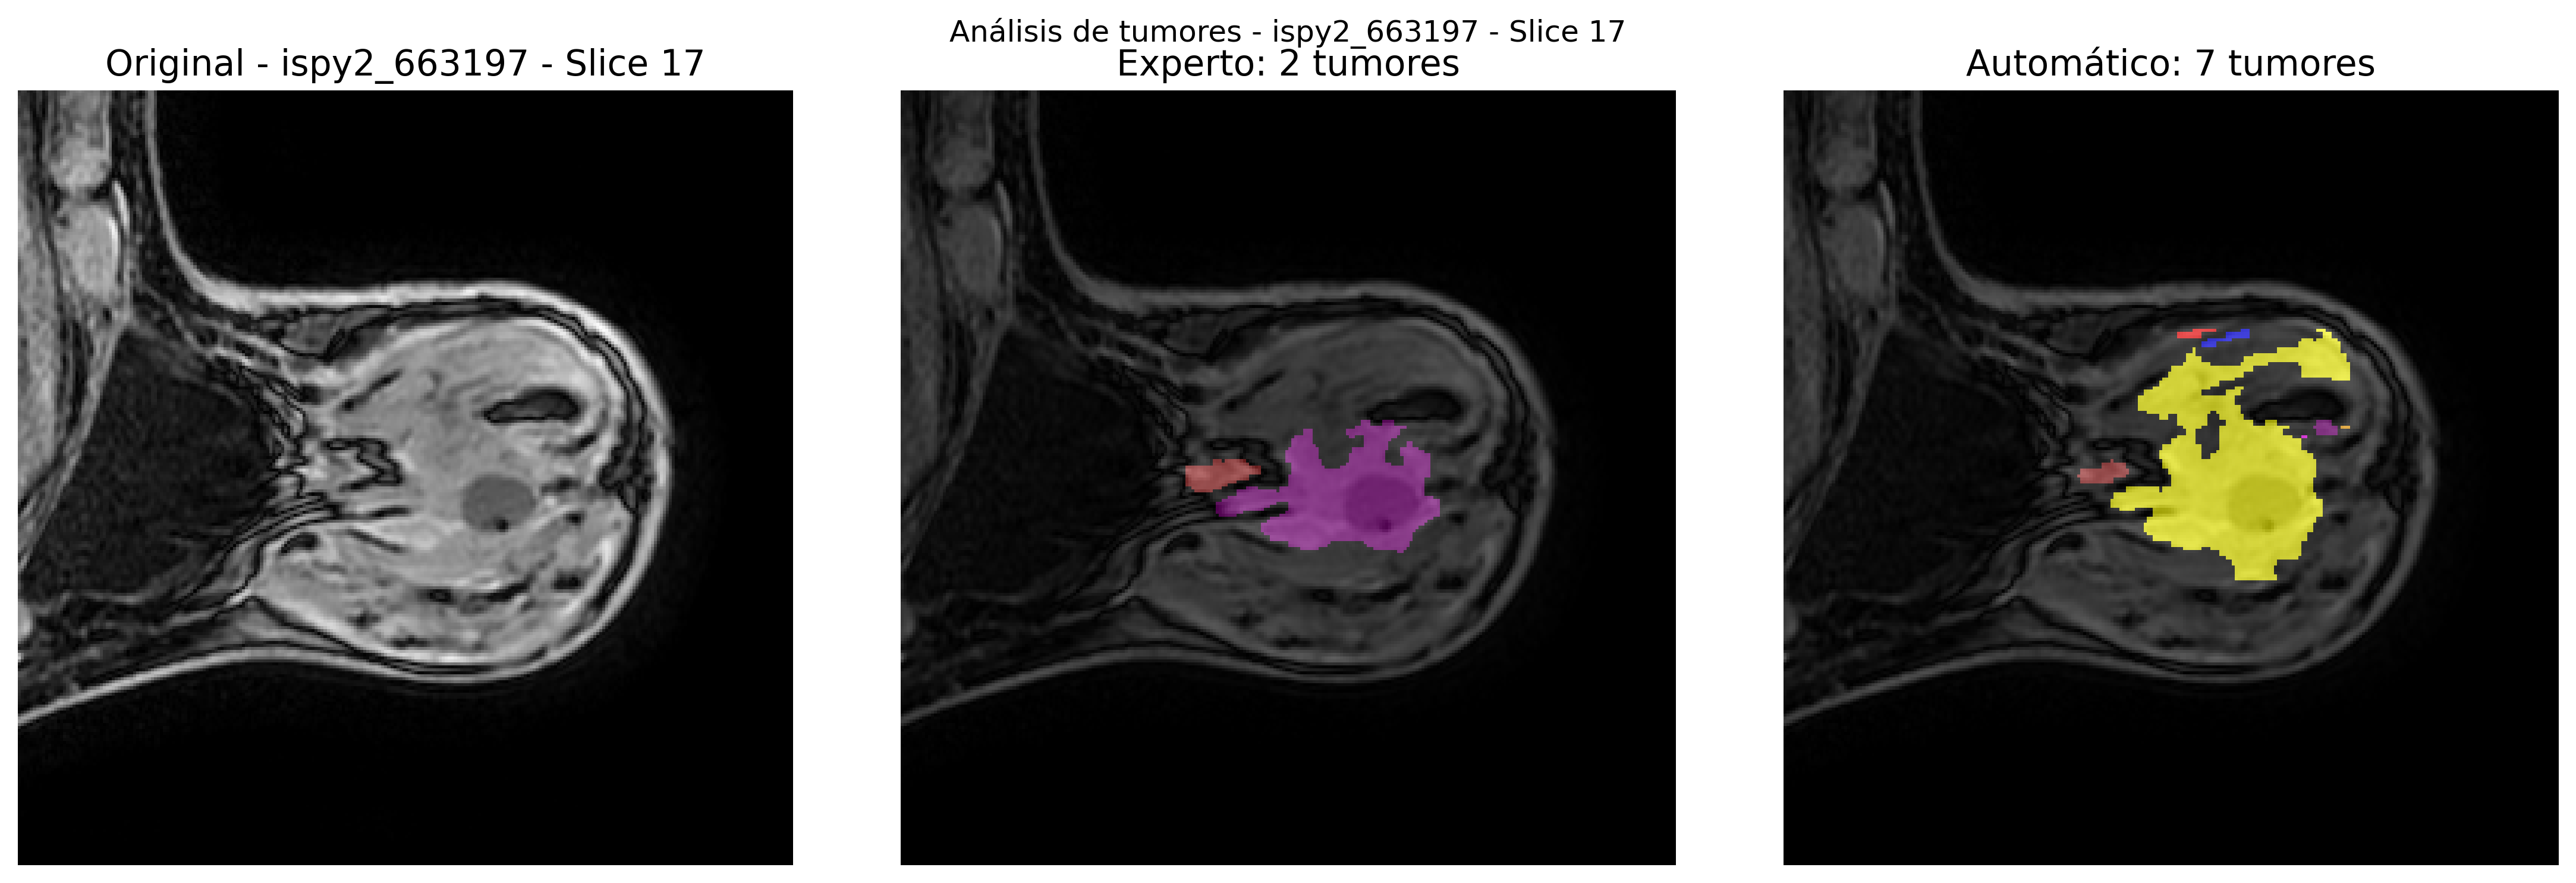 Análisis de tumores - ispy2_663197 - Slice 17
Original - ispy2_663197 - Slice 17
Experto: 2 tumores
Automático: 7 tumores